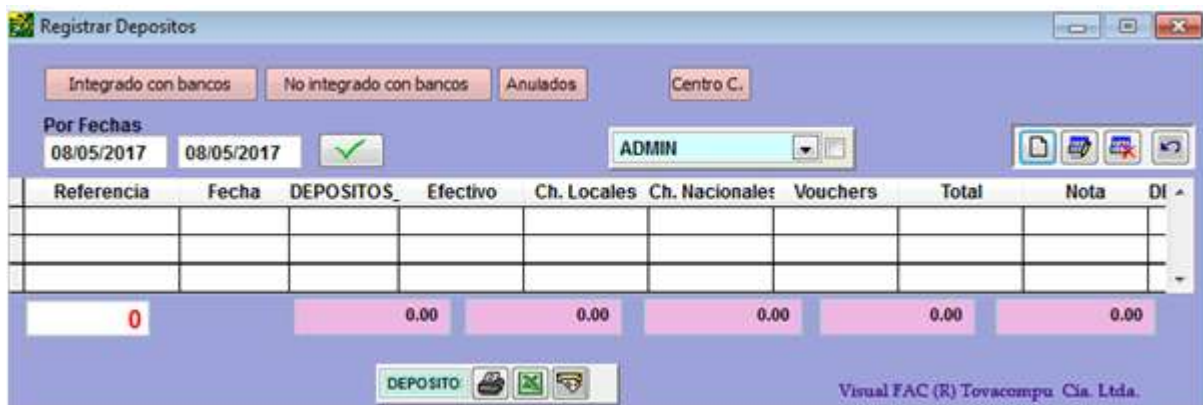 Registrar Depositos
Integrado con bancos No integrado con bancos Anulados Centro C.
Por Fechas
08/05/2017 08/05/2017 ADMIN
Referencia Fecha DEPOSITOS_ Efectivo Ch. Locales Ch. Nacionales Vouchers Total Nota DE
0 0.00 0.00 0.00 0.00 0.00
DEPOSITO:
Visual FAC (R) Tovacompu Cia. Ltda.